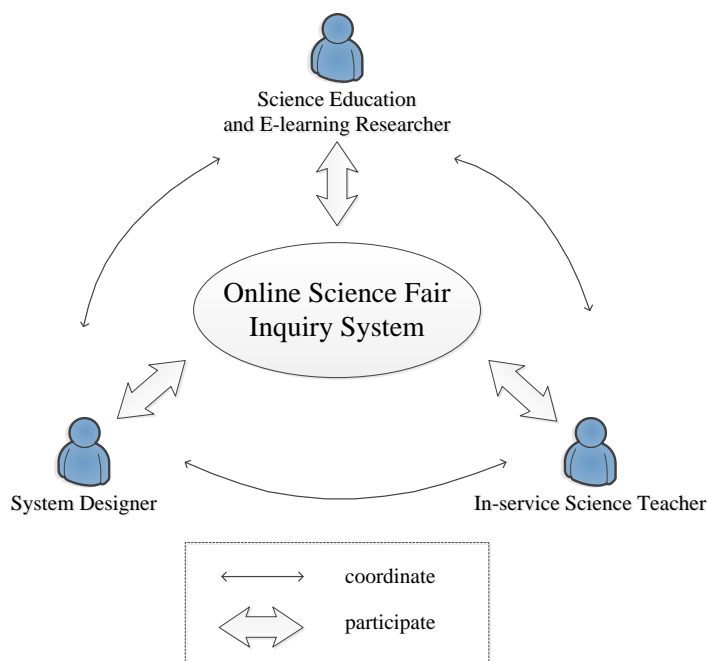 Science Education
and E-learning Researcher
Online Science Fair
Inquiry System
System Designer
In-service Science Teacher
coordinate
participate